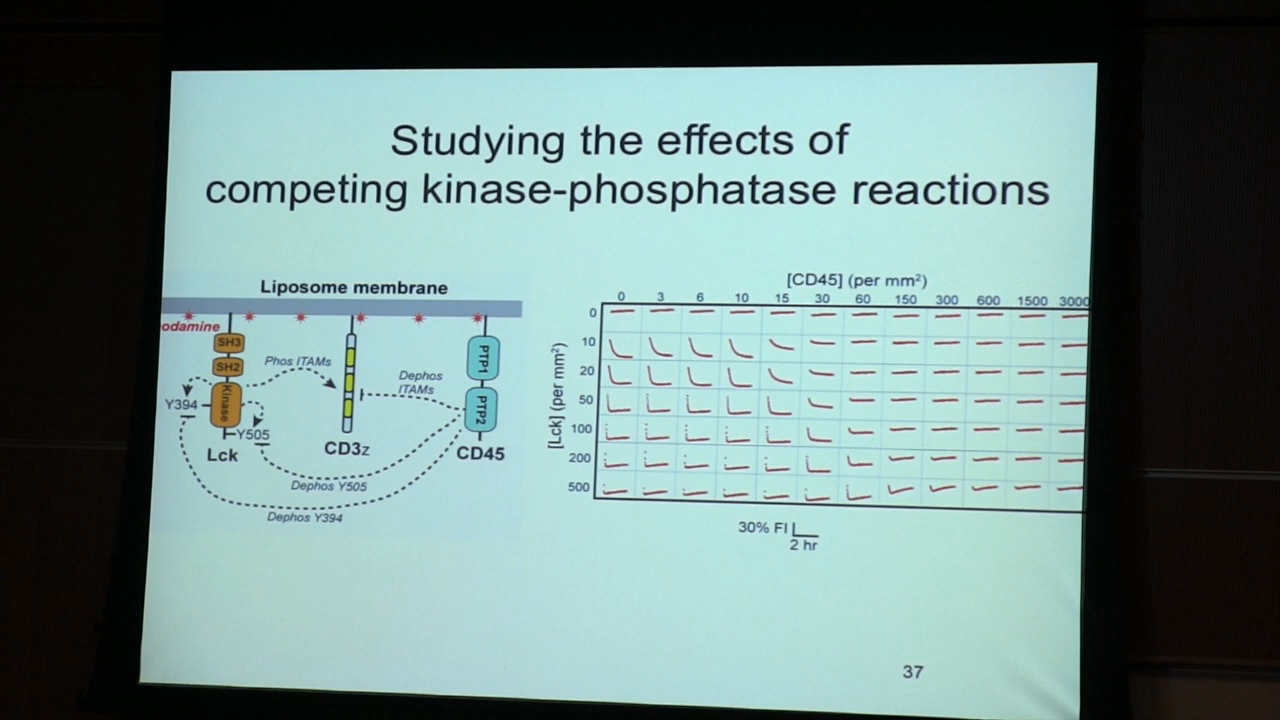 Studying the effects of
competing kinase-phosphatase reactions
Liposome membrane
odamine
SH3
SH2
Kinase
Phos ITAMs
Dephos
ITAMs
PTP1
PTP2
Y394
Y505
Lck
CD3z
CD45
Dephos Y505
Dephos Y394
[CD45] (per mm²)
0 3 6 10 15 30 60 150 300 600 1500 3000
[Lck] (per mm²)
0
10
20
50
100
200
500
30% FI
2 hr
37